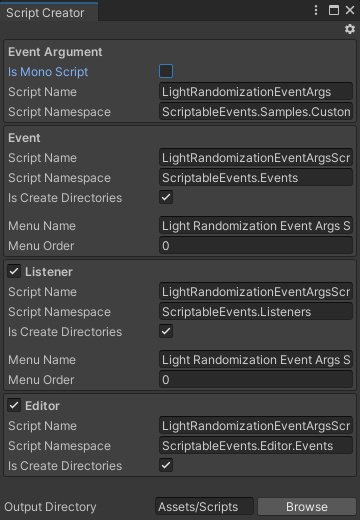 Script Creator
Event Argument
Is Mono Script
Script Name LightRandomizationEventArgs
Script Namespace ScriptableEvents.Samples.Custon
Event
Script Name LightRandomizationEventArgsScr
Script Namespace ScriptableEvents.Events
Is Create Directories
Menu Name Light Randomization Event Args S
Menu Order 0
Listener
Script Name LightRandomizationEventArgsScr
Script Namespace ScriptableEvents.Listeners
Is Create Directories
Menu Name Light Randomization Event Args S
Menu Order 0
Editor
Script Name LightRandomizationEventArgsScr
Script Namespace ScriptableEvents.Editor.Events
Is Create Directories
Output Directory Assets/Scripts Browse